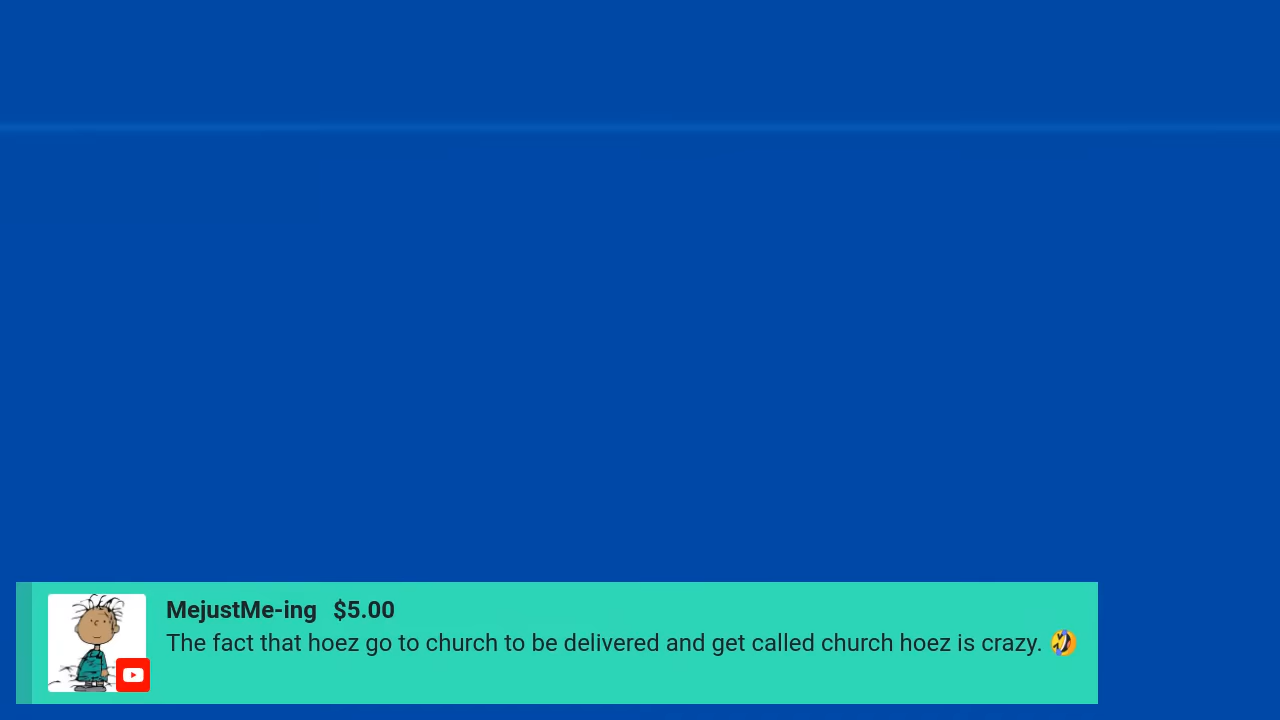 MejustMe-ing $5.00
The fact that hoez go to church to be delivered and get called church hoez is crazy. 🤣